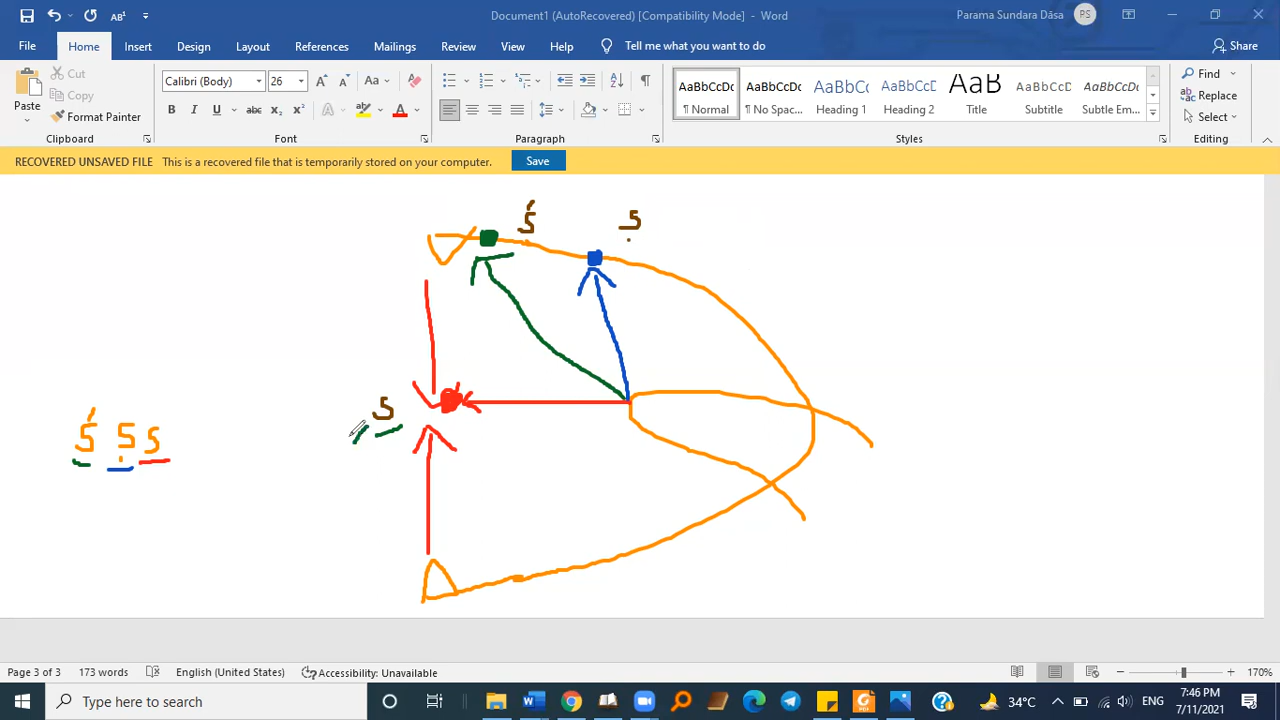 Document1 (AutoRecovered) [Compatibility Mode] - Word
Parama Sundara Dāsa PS
File Home Insert Design Layout References Mailings Review View Help Tell me what you want to do Share
Paste
Cut
Copy
Format Painter
Clipboard
Calibri (Body) 26 Aa
B I U abc A A
Font
Paragraph
AaBbCcDc ¶ Normal
AaBbCcDc ¶ No Spac...
AaBbCcD Heading 1
AaBbCcD Heading 2
AaB Title
AaBbCcDc Subtitle
AaBbCcDc Subtle Em...
Styles
Find
Replace
Select
Editing
RECOVERED UNSAVED FILE This is a recovered file that is temporarily stored on your computer. Save
ś ṣ
s
ś ṣ s
Page 3 of 3 173 words English (United States) Accessibility: Unavailable 170%
Type here to search
34°C ENG
7:46 PM
7/11/2021